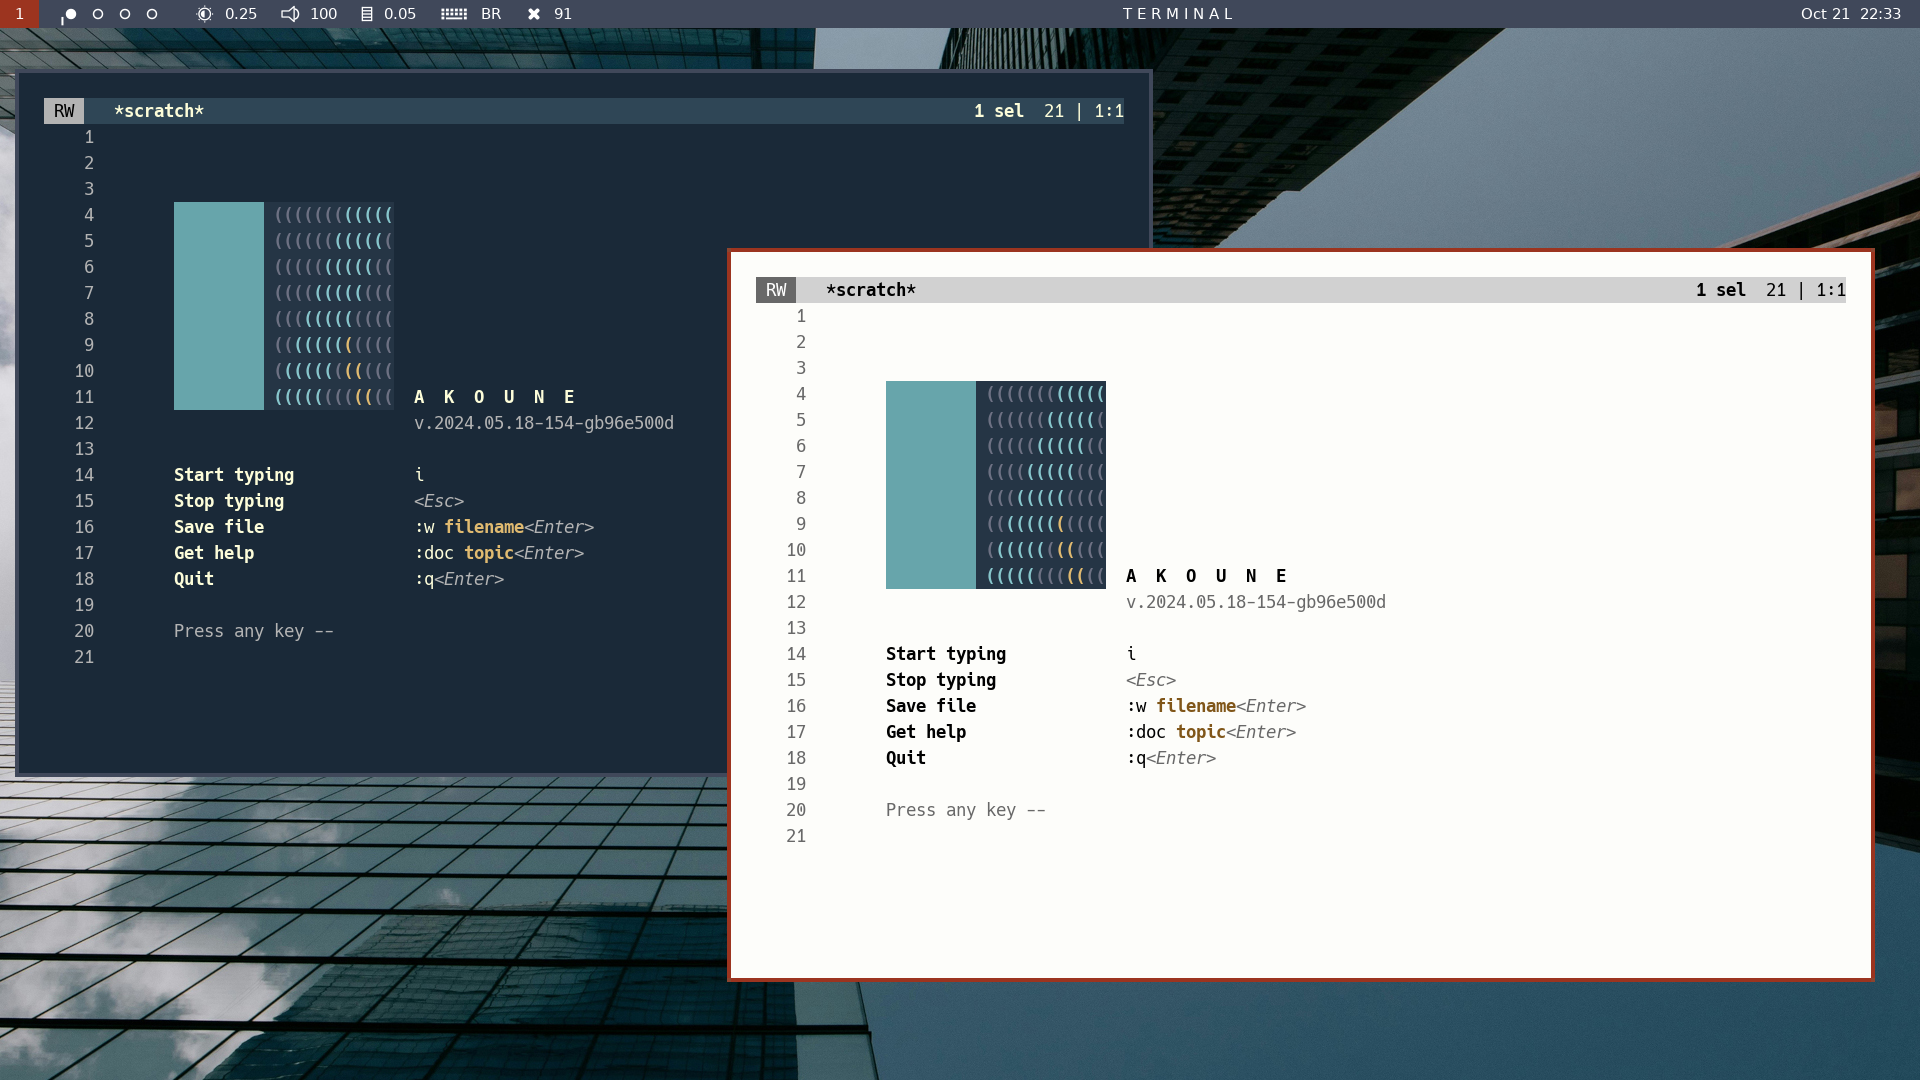 1 0.25 100 0.05 BR 91 TERMINAL Oct 21 22:33
RW *scratch* 1 sel 21 | 1:1
1
2
3
4 ((((((((((((
5 ((((((((((((
6 ((((((((((((
7 ((((((((((((
8 ((((((((((((
9 ((((((((((((
10 ((((((((((((
11 (((((((((((( A K O U N E
12 v.2024.05.18-154-gb96e500d
13
14 Start typing i
15 Stop typing <Esc>
16 Save file :w filename<Enter>
17 Get help :doc topic<Enter>
18 Quit :q<Enter>
19
20 Press any key --
21
RW *scratch* 1 sel 21 | 1:1
1
2
3
4 ((((((((((((
5 ((((((((((((
6 ((((((((((((
7 ((((((((((((
8 ((((((((((((
9 ((((((((((((
10 ((((((((((((
11 (((((((((((( A K O U N E
12 v.2024.05.18-154-gb96e500d
13
14 Start typing i
15 Stop typing <Esc>
16 Save file :w filename<Enter>
17 Get help :doc topic<Enter>
18 Quit :q<Enter>
19
20 Press any key --
21